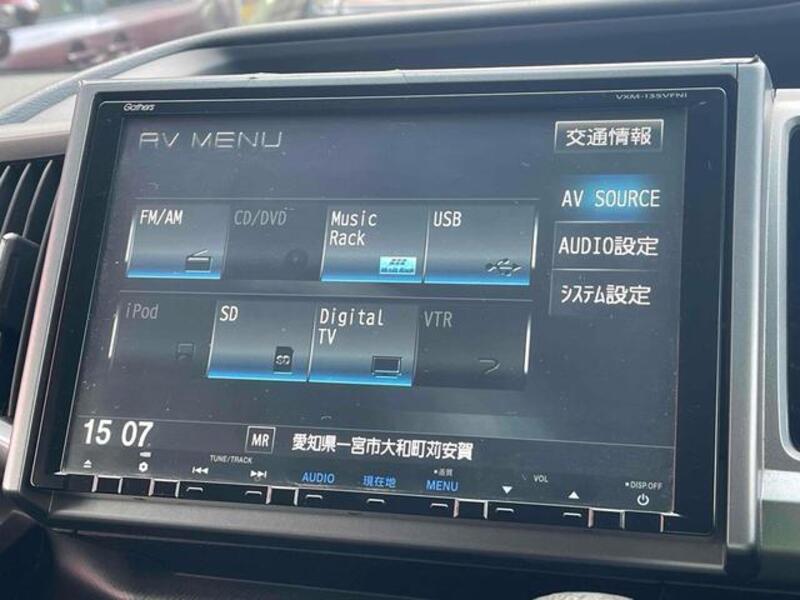 Gathers
VXM-135VFNi
AV MENU
交通情報
FM/AM
CD/DVD
Music
Rack
USB
AV SOURCE
AUDIO設定
システム設定
iPod
SD
Digital
TV
VTR
15 07
MR
愛知県一宮市大和町苅安賀
TUNE/TRACK
AUDIO
現在地
•画質
MENU
VOL
•DISP OFF